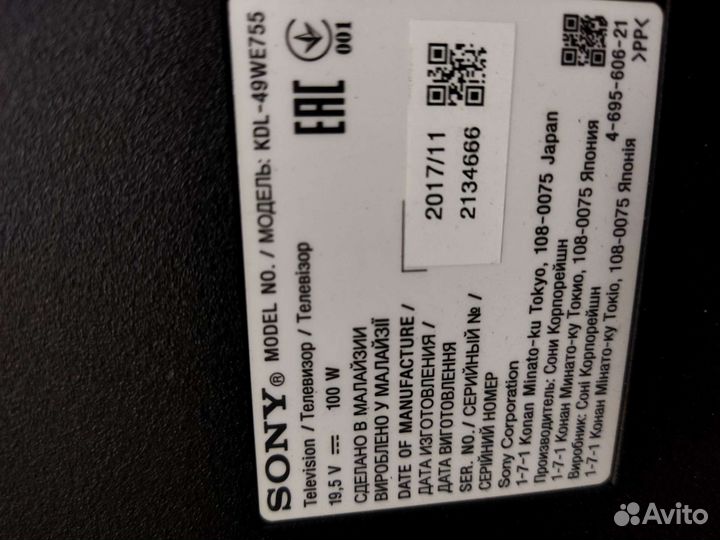 SONY® MODEL NO. / МОДЕЛЬ: KDL-49WE755
Television / Телевизор / Телевізор
19,5 V ⎓ 100 W
001
EAC
СДЕЛАНО В МАЛАЙЗИИ
ВИРОБЛЕНО У МАЛАЙЗІЇ
DATE OF MANUFACTURE /
ДАТА ИЗГОТОВЛЕНИЯ /
ДАТА ВИГОТОВЛЕННЯ
2017/11
SER. NO./ СЕРИЙНЫЙ № /
СЕРІЙНИЙ НОМЕР
2134666
Sony Corporation
1-7-1 Konan Minato-ku Tokyo, 108-0075 Japan
Производитель: Сони Корпорейшн
1-7-1 Конан Минато-ку Токио, 108-0075 Япония
Виробник: Соні Корпорейшн
1-7-1 Конан Мінато-ку Токіо, 108-0075 Японія
4-695-606-21
>PP<
Avito